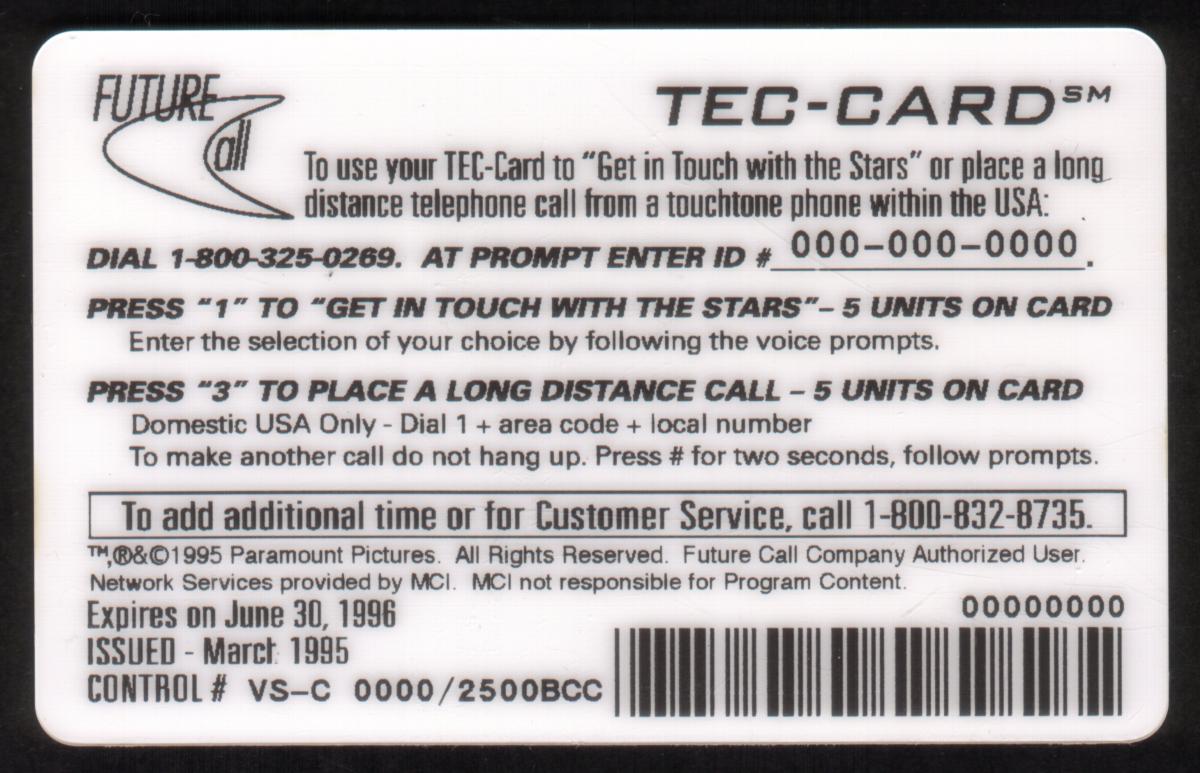 FUTURE
Call
TEC-CARD℠
To use your TEC-Card to “Get in Touch with the Stars” or place a long
distance telephone call from a touchtone phone within the USA:
DIAL 1-800-325-0269. AT PROMPT ENTER ID # 000-000-0000.
PRESS “1” TO “GET IN TOUCH WITH THE STARS”– 5 UNITS ON CARD
Enter the selection of your choice by following the voice prompts.
PRESS “3” TO PLACE A LONG DISTANCE CALL – 5 UNITS ON CARD
Domestic USA Only - Dial 1 + area code + local number
To make another call do not hang up. Press # for two seconds, follow prompts.
To add additional time or for Customer Service, call 1-800-832-8735.
™,®&©1995 Paramount Pictures. All Rights Reserved. Future Call Company Authorized User.
Network Services provided by MCI. MCI not responsible for Program Content.
Expires on June 30, 1996
00000000
ISSUED - March 1995
CONTROL # VS-C 0000/2500BCC